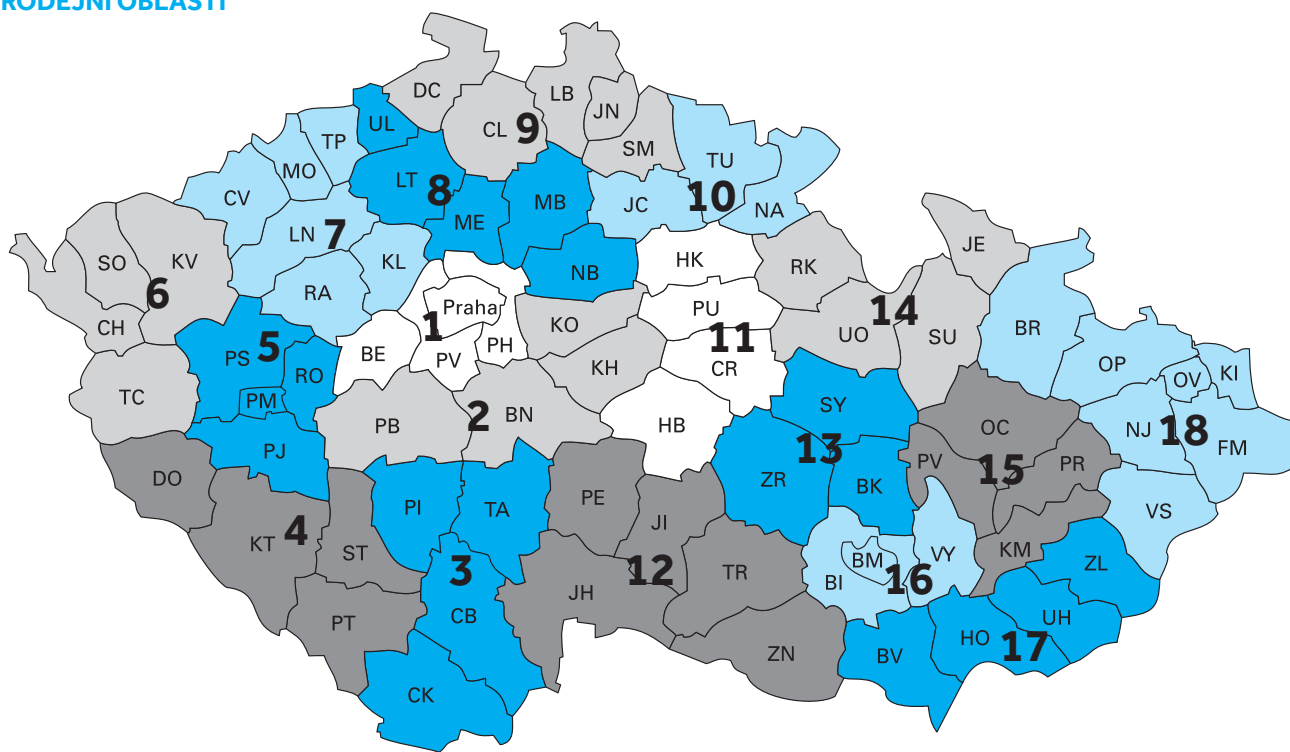 RODEJNÍ OBLASTI
DC
LB
JN
UL
CL
9
TP
SM
TU
MO
LT
8
10
CV
MB
JC
NA
ME
LN
7
HK
JE
SO
KV
KL
NB
RK
6
RA
Praha
PU
14
BR
CH
1
KO
11
UO
SU
PS
5
BE
PV
PH
CR
OP
KI
RO
KH
OV
TC
PM
SY
PB
2
BN
HB
OC
NJ
18
FM
PJ
13
PV
15
PR
DO
ZR
BK
PI
TA
PE
VS
KT
4
ST
JI
KM
VY
ZL
3
12
TR
BI
BM
16
JH
PT
CB
UH
HO
17
ZN
BV
CK